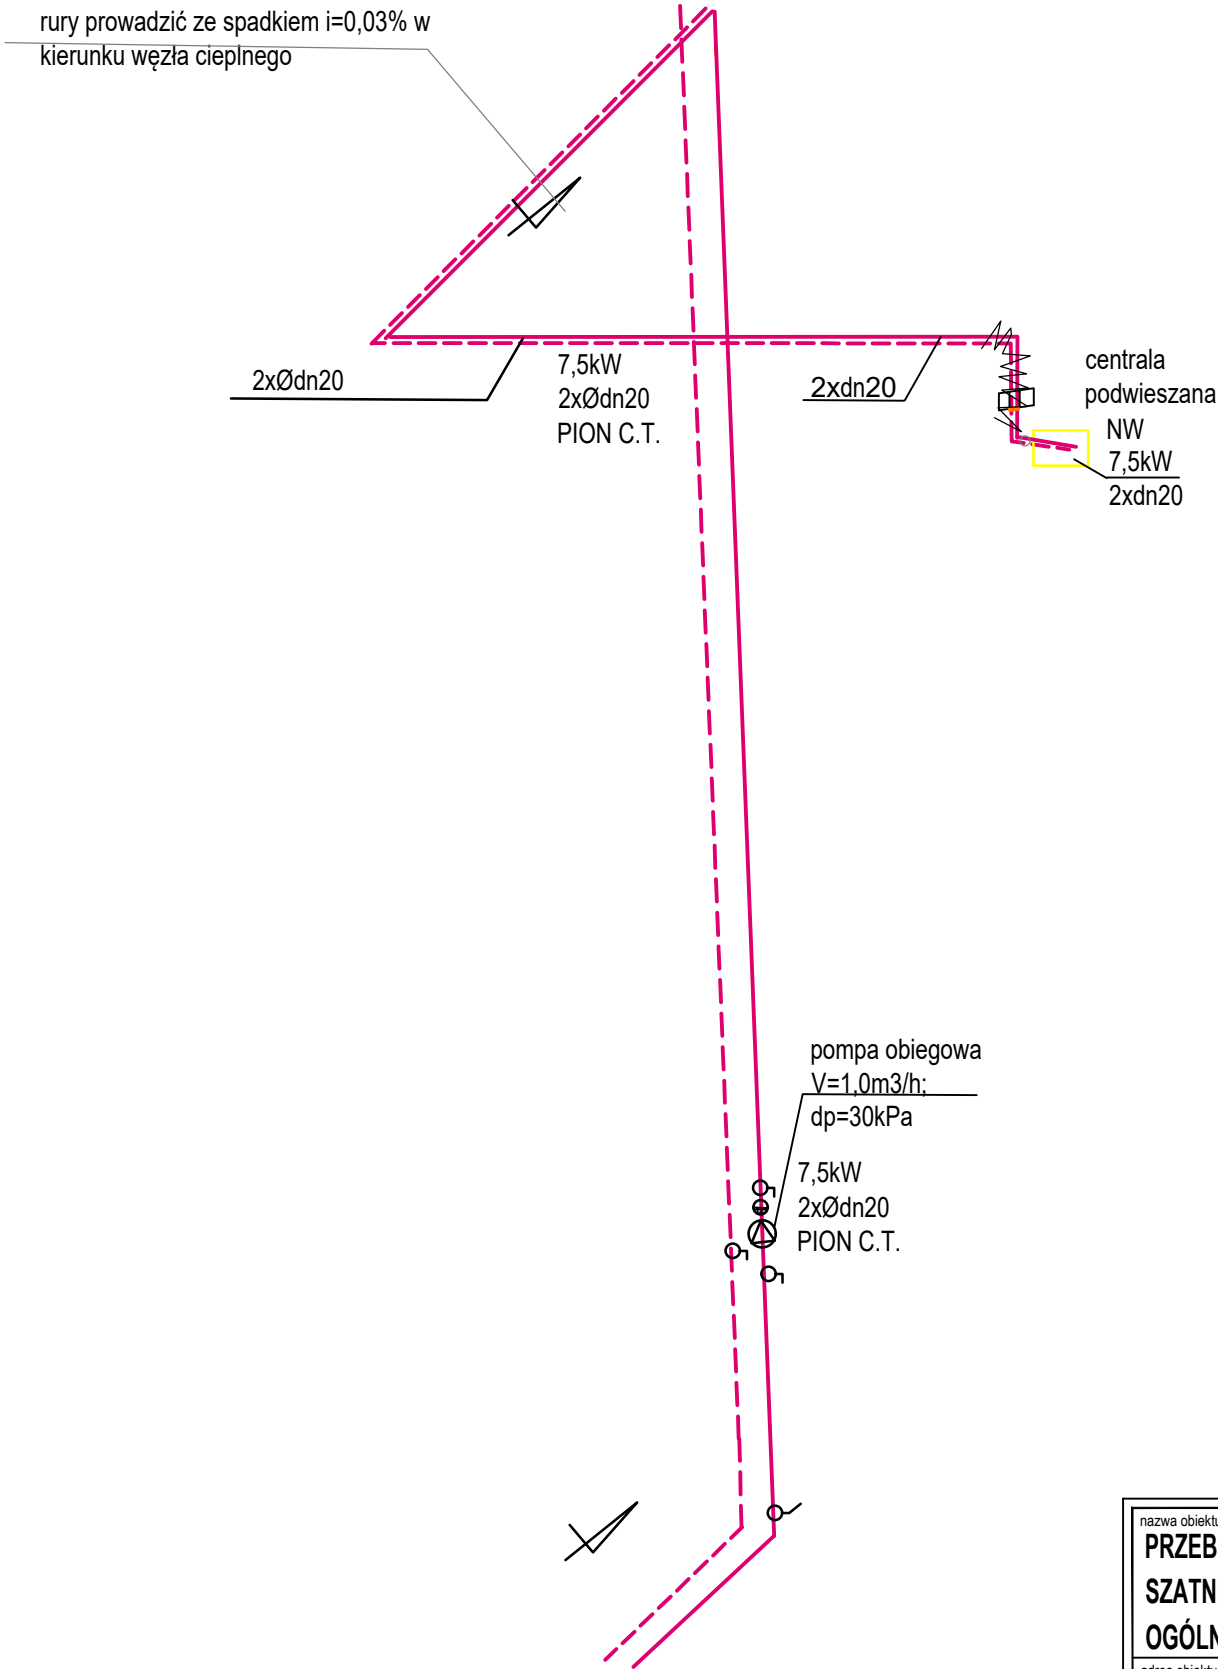 rury prowadzić ze spadkiem i=0,03% w
kierunku węzła cieplnego
2xØdn20
7,5kW
2xØdn20
PION C.T.
2xdn20
centrala
podwieszana
NW
7,5kW
2xdn20
pompa obiegowa
V=1,0m3/h;
dp=30kPa
7,5kW
2xØdn20
PION C.T.
nazwa obiektu
PRZEB
SZATN
OGÓLN